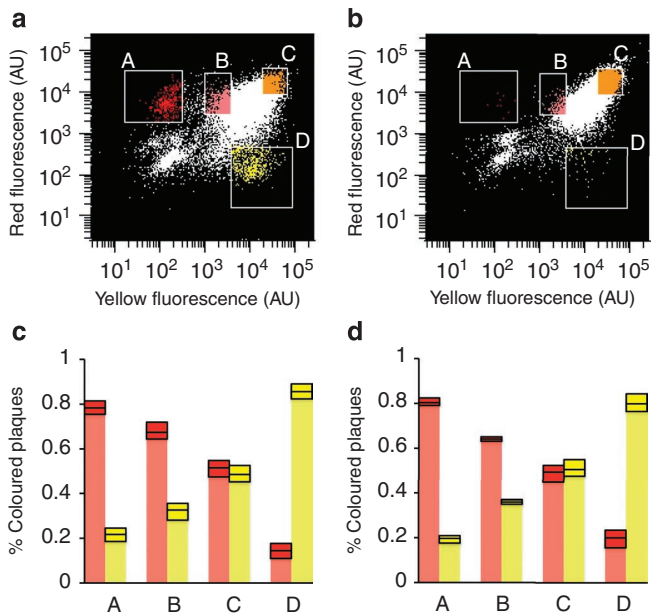 a
A B C D
10⁵
10⁴
10³
10²
10¹
Red fluorescence (AU)
10¹ 10² 10³ 10⁴ 10⁵
Yellow fluorescence (AU)
b
A B C D
10⁵
10⁴
10³
10²
10¹
Red fluorescence (AU)
10¹ 10² 10³ 10⁴ 10⁵
Yellow fluorescence (AU)
c
1
0.8
0.6
0.4
0.2
0
% Coloured plaques
A B C D
d
1
0.8
0.6
0.4
0.2
0
% Coloured plaques
A B C D